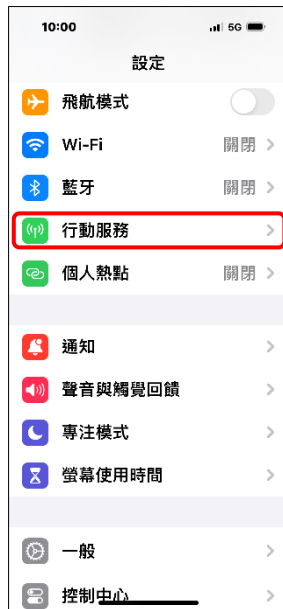 10:00 5G
設定
飛航模式
Wi-Fi 關閉
藍牙 關閉
行動服務
個人熱點 關閉
通知
聲音與觸覺回饋
專注模式
螢幕使用時間
一般
控制中心